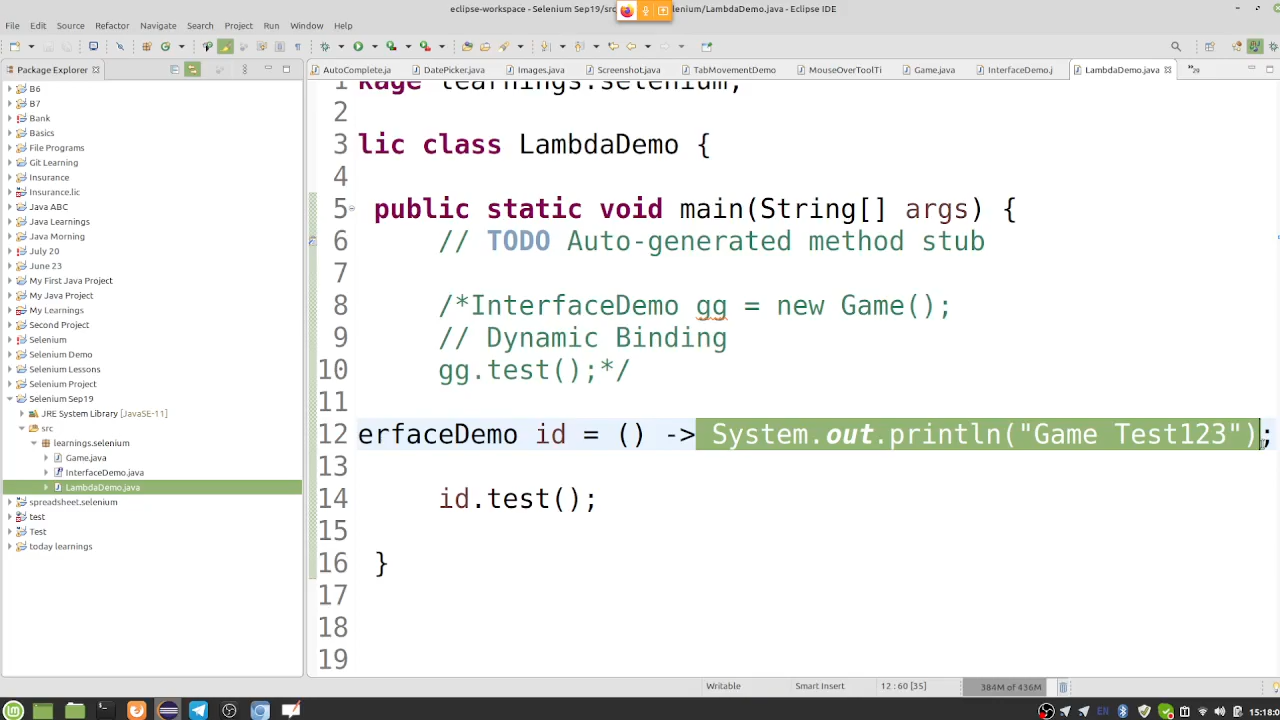 eclipse-workspace - Selenium Sep19/src
lenium/LambdaDemo.java - Eclipse IDE
File Edit Source Refactor Navigate Search Project Run Window Help
Package Explorer
AutoComplete.ja DatePicker.java Images.java Screenshot.java TabMovementDemo MouseOverToolTi Game.java InterfaceDemo.j LambdaDemo.java 29
B6
B7
Bank
Basics
File Programs
Git Learning
Insurance
Insurance.lic
Java ABC
Java Learnings
Java Morning
July 20
June 23
My First Java Project
My Java Project
My Learnings
Second Project
Selenium
Selenium Demo
Selenium Lessons
Selenium Project
Selenium Sep19
JRE System Library [JavaSE-11]
src
learnings.selenium
Game.java
InterfaceDemo.java
LambdaDemo.java
spreadsheet.selenium
test
Test
today learnings
1 kage learnings.selenium;
2
3 lic class LambdaDemo {
4
5 public static void main(String[] args) {
6 // TODO Auto-generated method stub
7
8 /*InterfaceDemo gg = new Game();
9 // Dynamic Binding
10 gg.test();*/
11
12 erfaceDemo id = () -> System.out.println("Game Test123");
13
14 id.test();
15
16 }
17
18
19
Writable Smart Insert 12 : 60 [35] 384M of 436M
EN 15:18:0